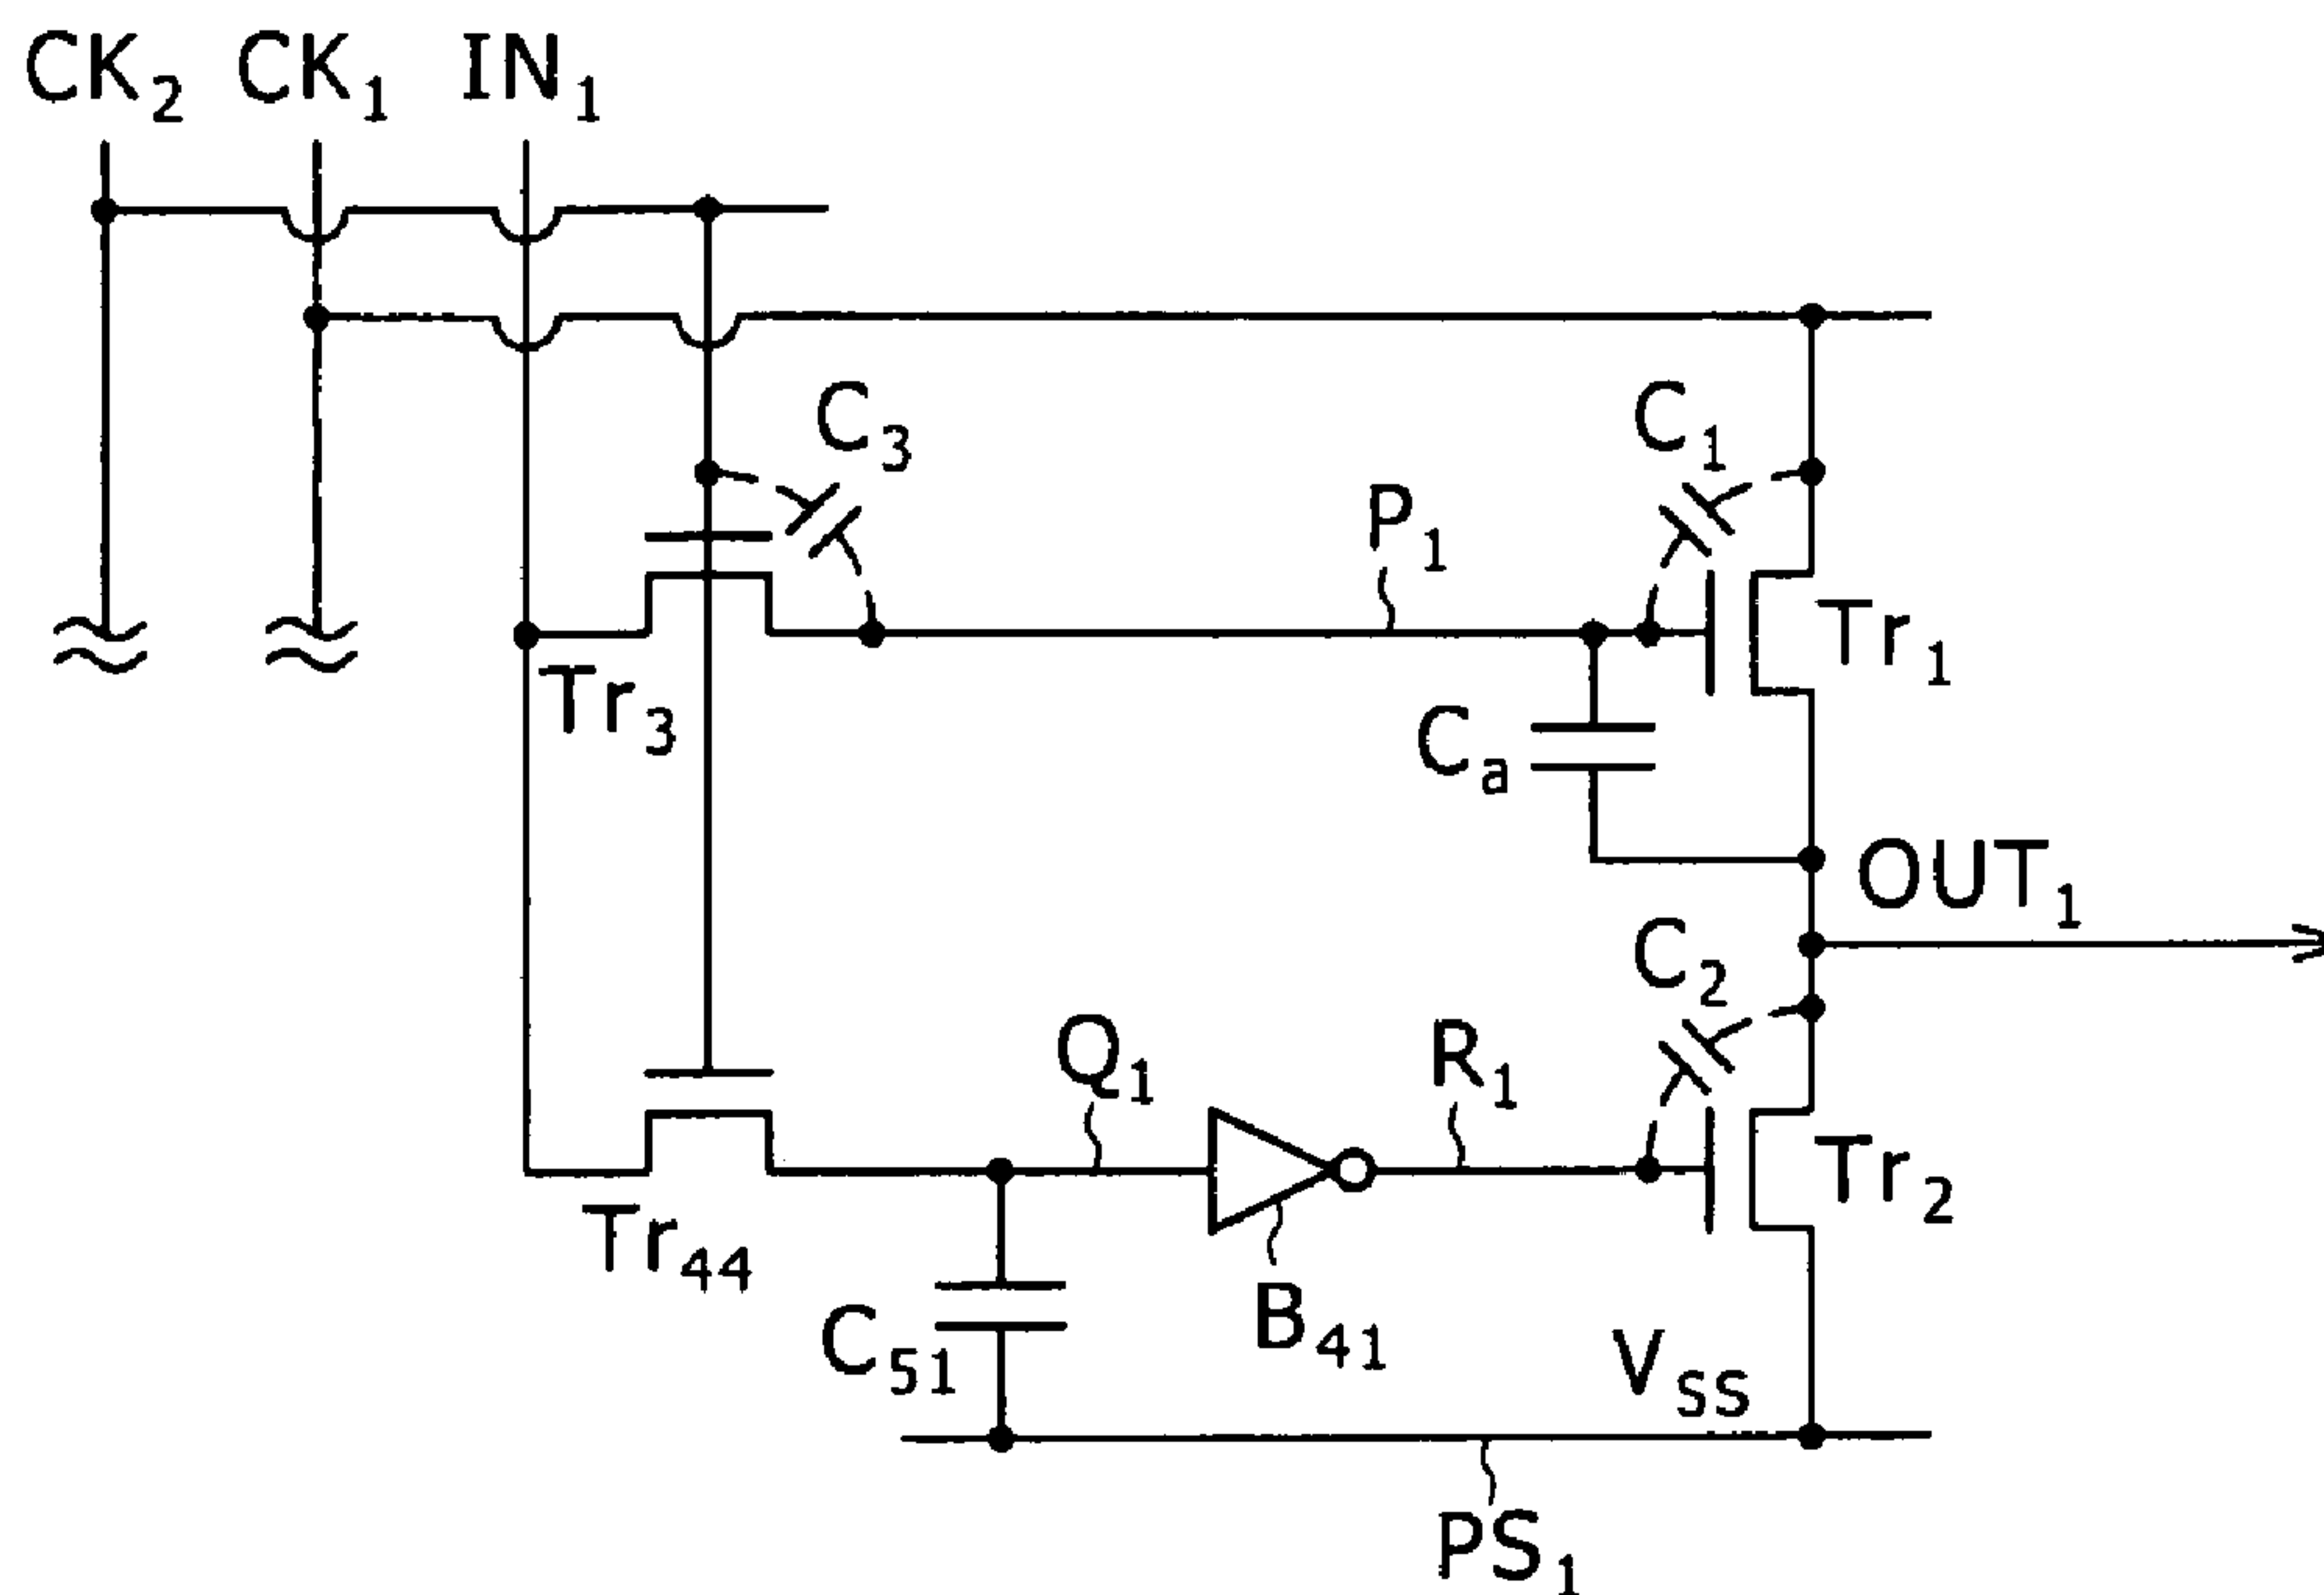 CK₂ CK₁ IN₁
C₃ C₁
P₁
Tr₁
Tr₃
Cₐ
OUT₁
C₂
Q₁ R₁
Tr₂
Tr₄₄
B₄₁
C₅₁
Vss
PS₁